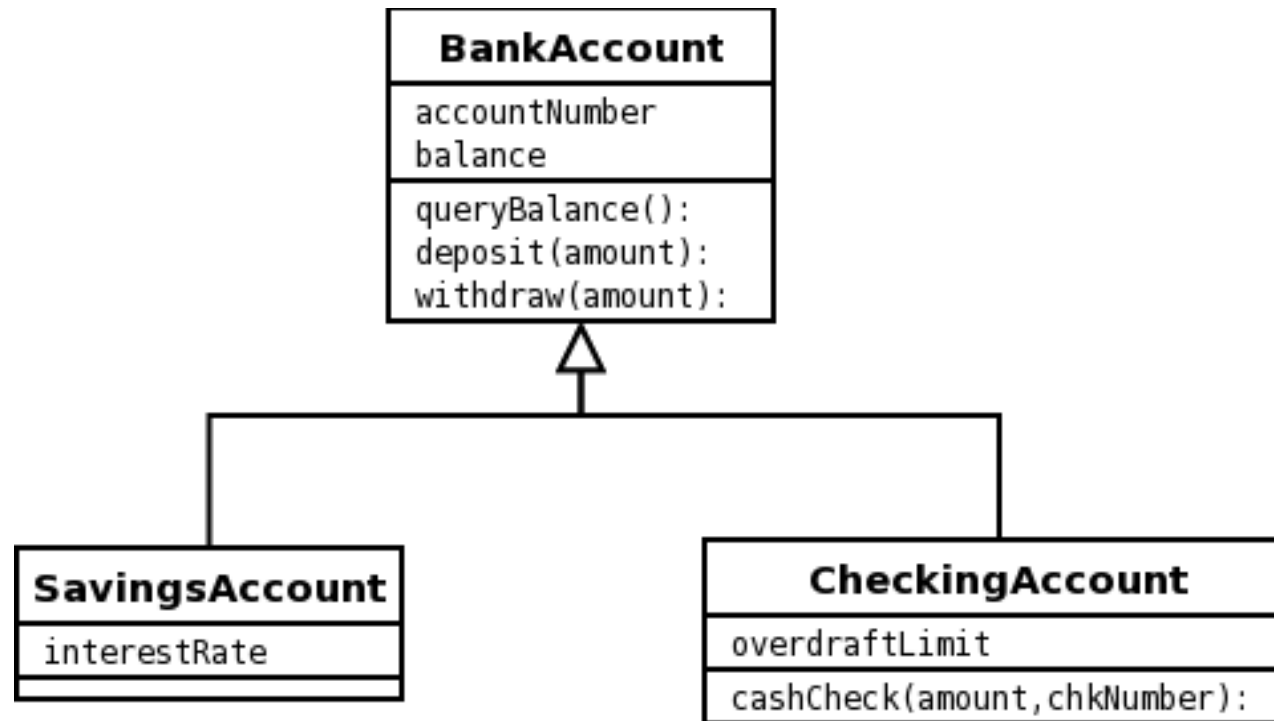 BankAccount
accountNumber
balance
queryBalance():
deposit(amount):
withdraw(amount):
SavingsAccount
interestRate
CheckingAccount
overdraftLimit
cashCheck(amount,chkNumber):